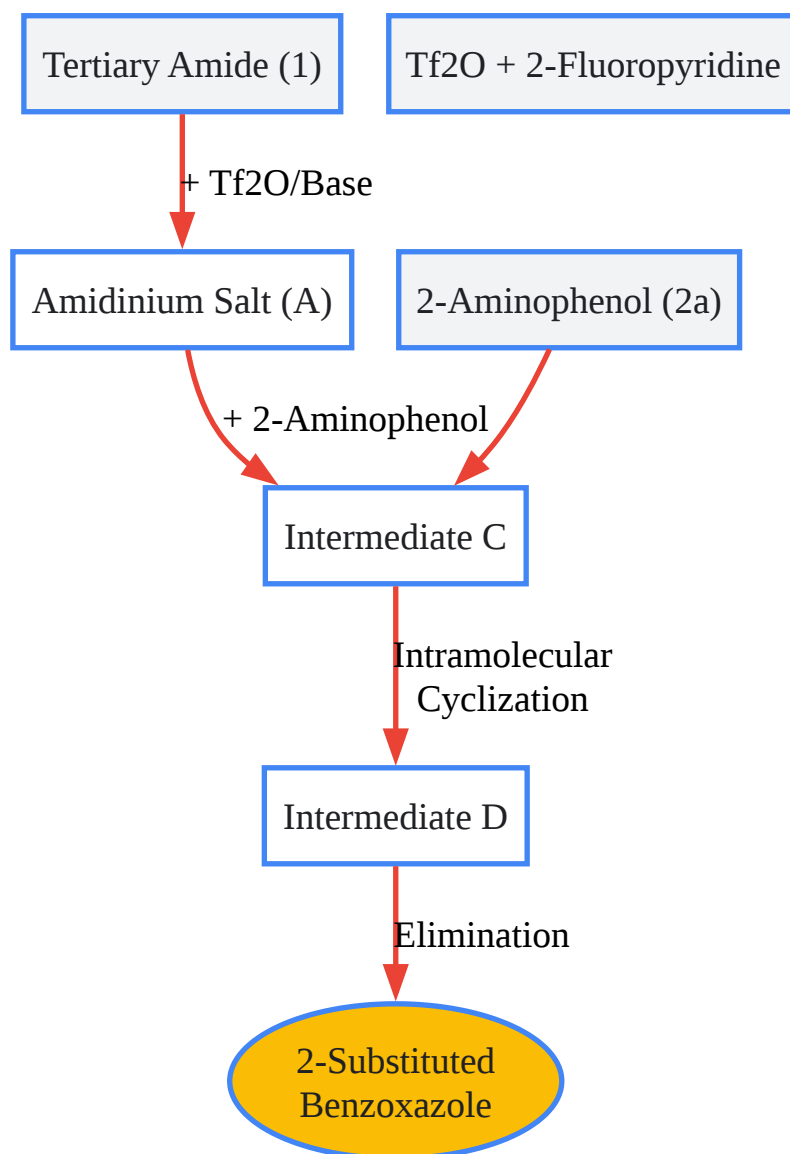 Tertiary Amide (1)
Tf2O + 2-Fluoropyridine
+ Tf2O/Base
Amidinium Salt (A)
2-Aminophenol (2a)
+ 2-Aminophenol
Intermediate C
Intramolecular
Cyclization
Intermediate D
Elimination
2-Substituted
Benzoxazole